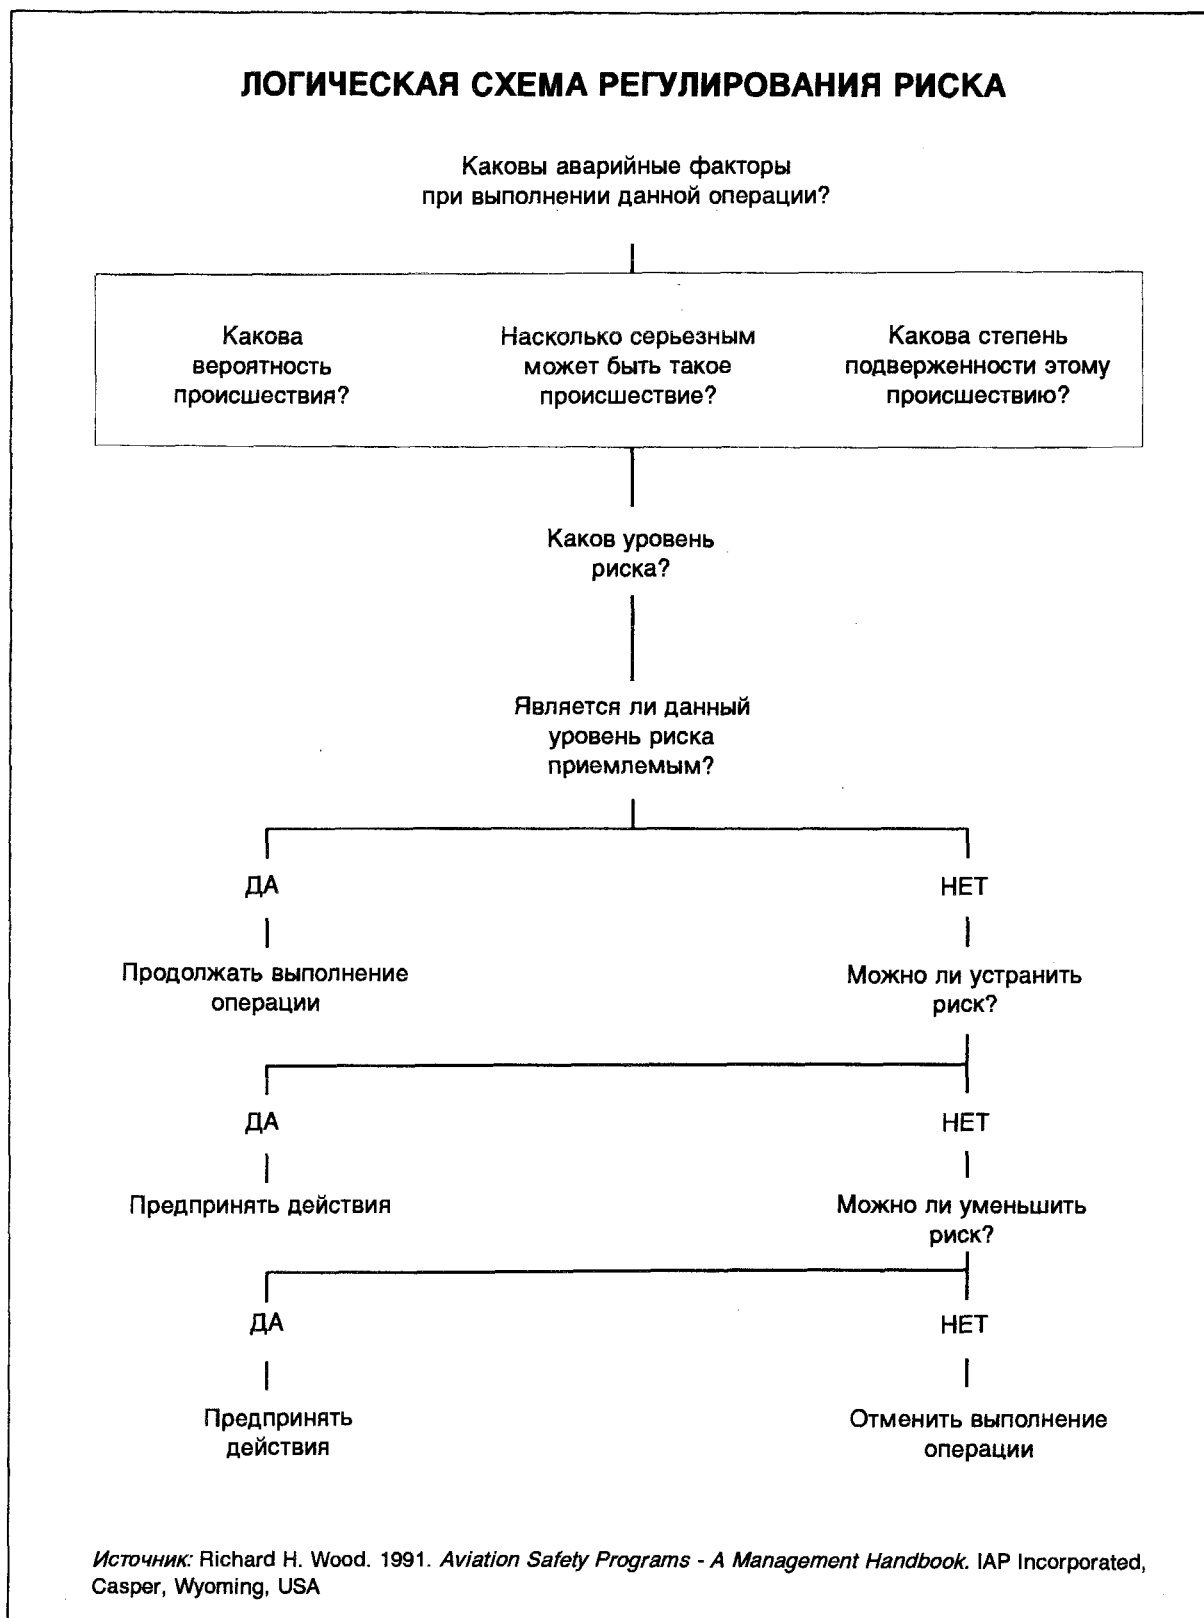 ЛОГИЧЕСКАЯ СХЕМА РЕГУЛИРОВАНИЯ РИСКА
Каковы аварийные факторы
при выполнении данной операции?
Какова
вероятность
происшествия?
Насколько серьезным
может быть такое
происшествие?
Какова степень
подверженности этому
происшествию?
Каков уровень
риска?
Является ли данный
уровень риска
приемлемым?
ДА
НЕТ
Продолжать выполнение
операции
Можно ли устранить
риск?
ДА
НЕТ
Предпринять действия
Можно ли уменьшить
риск?
ДА
НЕТ
Предпринять
действия
Отменить выполнение
операции
Источник: Richard H. Wood. 1991. Aviation Safety Programs - A Management Handbook. IAP Incorporated,
Casper, Wyoming, USA